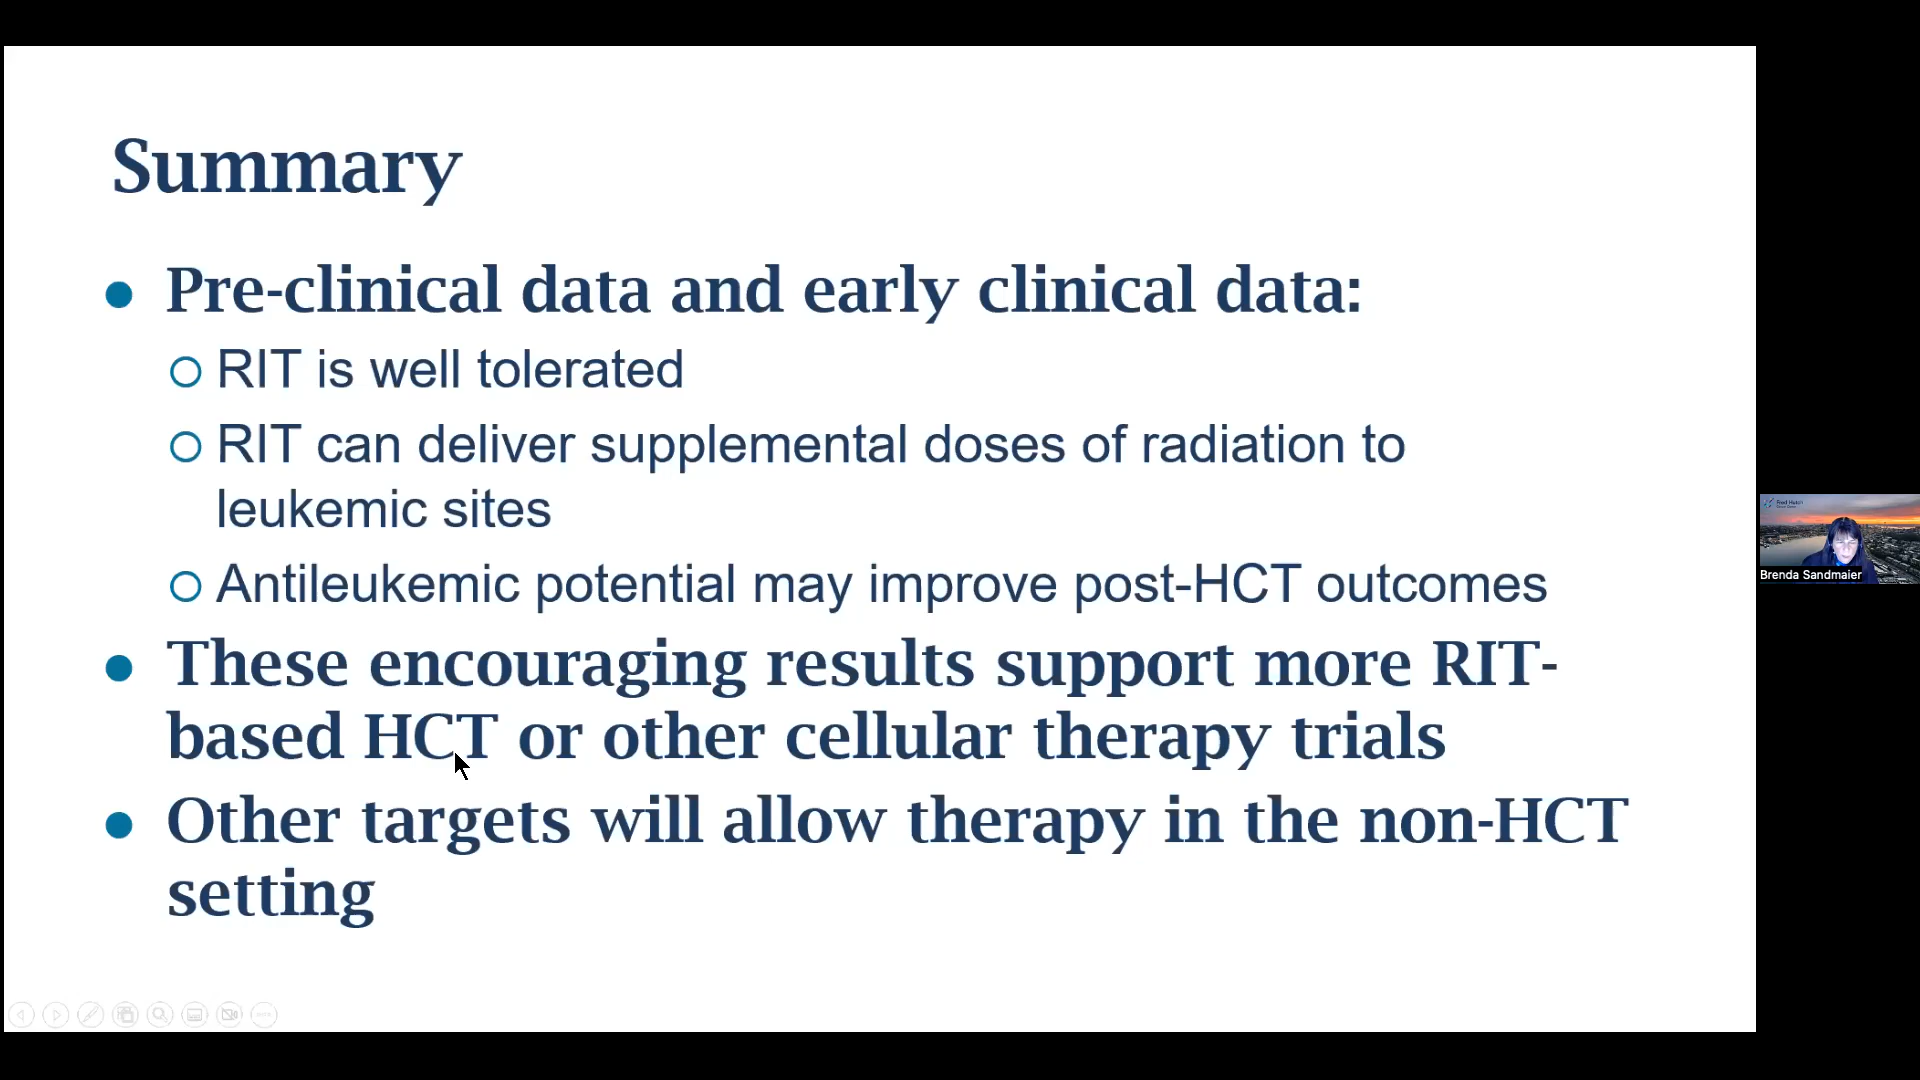 Summary
Pre-clinical data and early clinical data:
RIT is well tolerated
RIT can deliver supplemental doses of radiation to
leukemic sites
Antileukemic potential may improve post-HCT outcomes
These encouraging results support more RIT-
based HCT or other cellular therapy trials
Other targets will allow therapy in the non-HCT
setting
Fred Hutch
Brenda Sandmaier